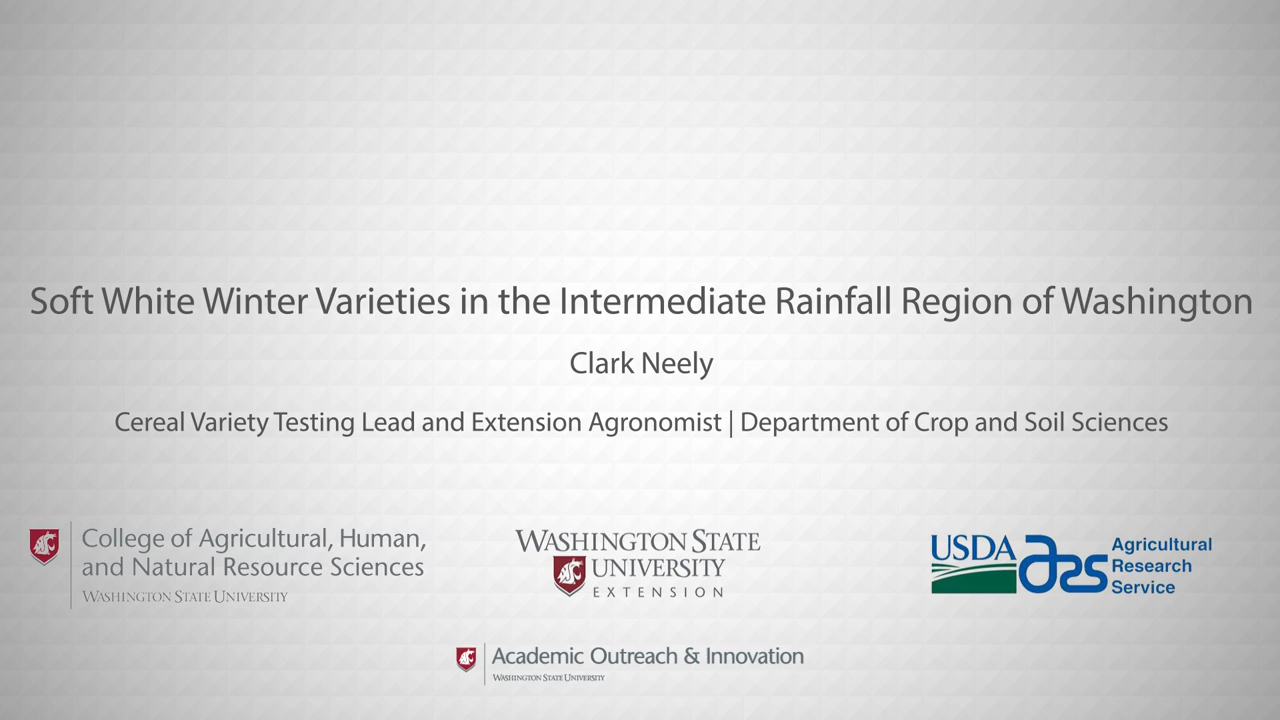 Soft White Winter Varieties in the Intermediate Rainfall Region of Washington
Clark Neely
Cereal Variety Testing Lead and Extension Agronomist | Department of Crop and Soil Sciences
College of Agricultural, Human,
and Natural Resource Sciences
WASHINGTON STATE UNIVERSITY
WASHINGTON STATE
UNIVERSITY
EXTENSION
USDA ars
Agricultural
Research
Service
Academic Outreach & Innovation
WASHINGTON STATE UNIVERSITY